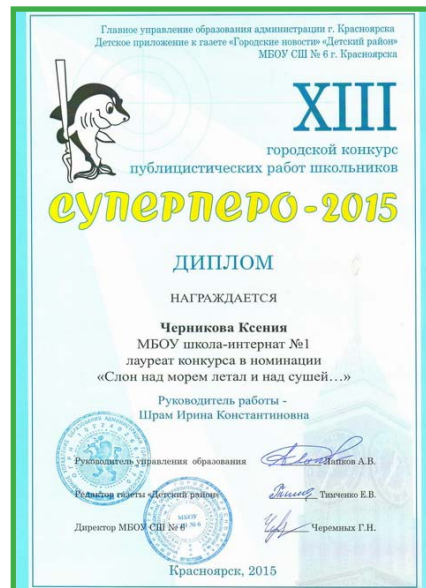 Главное управление образования администрации г. Красноярска
Детское приложение к газете «Городские новости» «Детский район»
МБОУ СШ № 6 г. Красноярска
XIII
городской конкурс
публицистических работ школьников
СУПЕРПЕРО-2015
ДИПЛОМ
НАГРАЖДАЕТСЯ
Черникова Ксения
МБОУ школа-интернат №1
лауреат конкурса в номинации
«Слон над морем летал и над сушей…»
Руководитель работы -
Шрам Ирина Константиновна
Руководитель управления образования Лапков А.В.
Редактор газеты «Детский район» Тимченко Е.В.
Директор МБОУ СШ № 6 Черемных Г.Н.
Красноярск, 2015